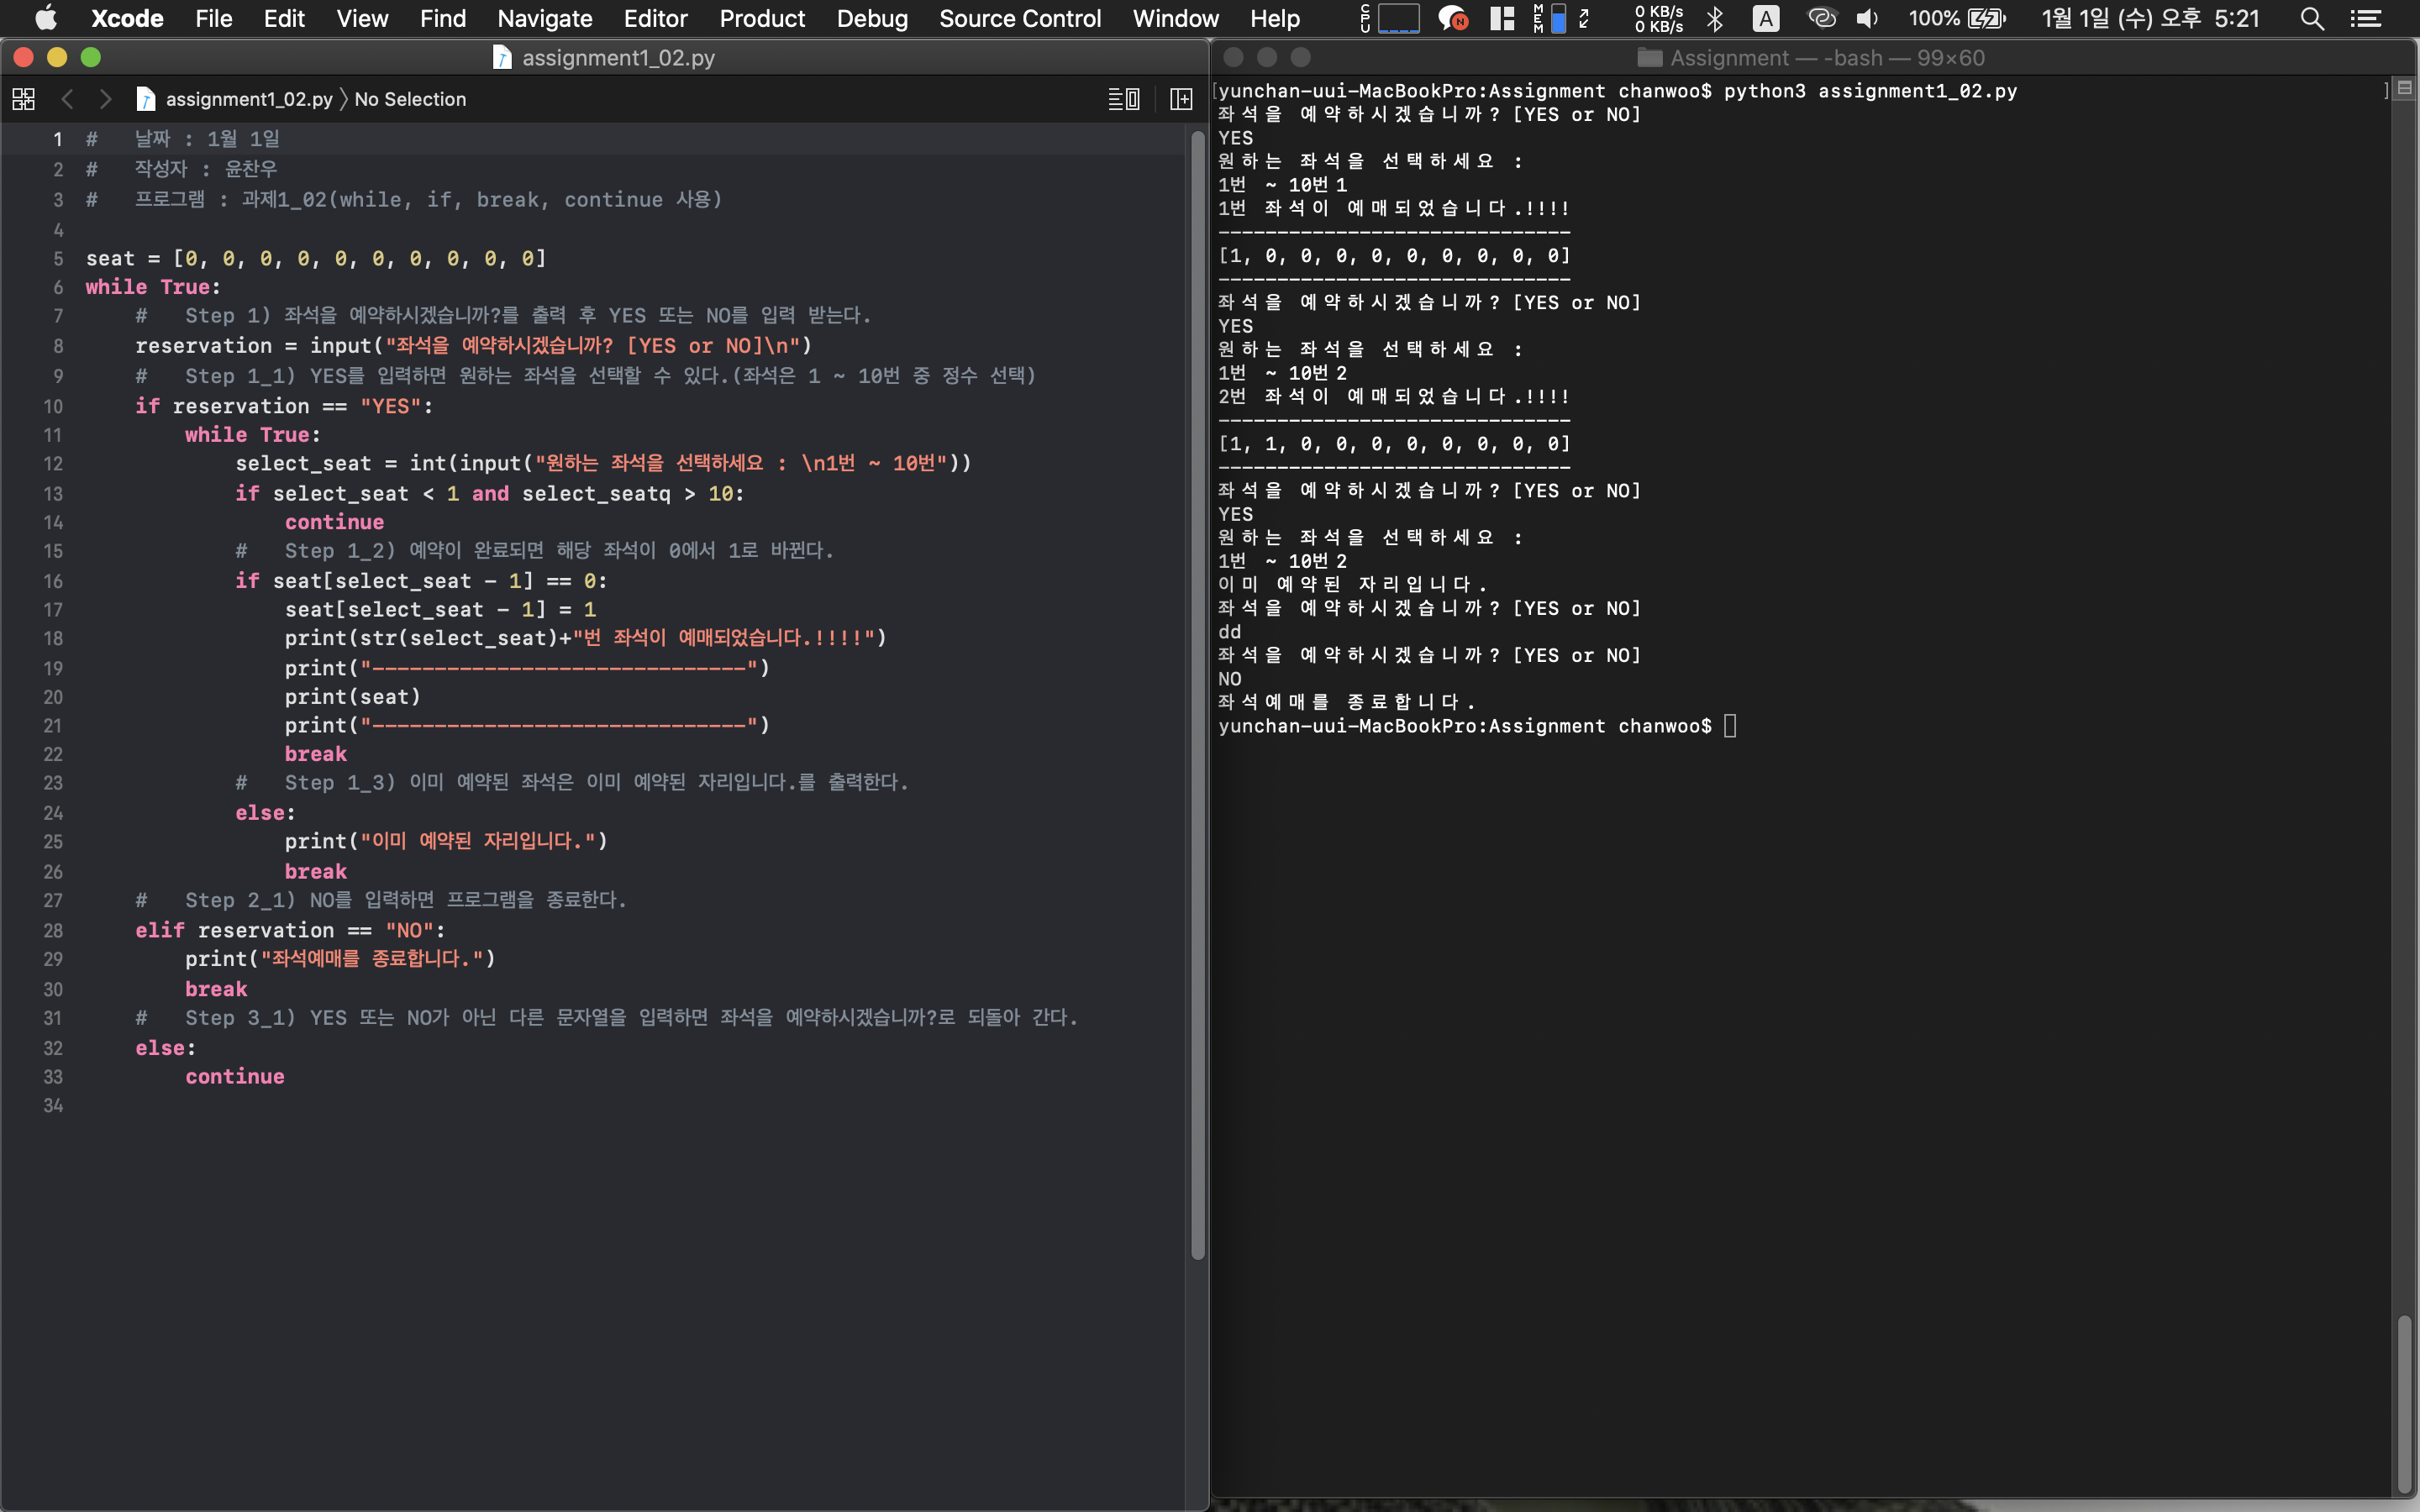 Xcode File Edit View Find Navigate Editor Product Debug Source Control Window Help CPU N MEM 0 KB/s 0 KB/s A 100% 1월 1일 (수) 오후 5:21
assignment1_02.py
assignment1_02.py 〉 No Selection
1 # 날짜 : 1월 1일
2 # 작성자 : 윤찬우
3 # 프로그램 : 과제1_02(while, if, break, continue 사용)
4
5 seat = [0, 0, 0, 0, 0, 0, 0, 0, 0, 0]
6 while True:
7 # Step 1) 좌석을 예약하시겠습니까?를 출력 후 YES 또는 NO를 입력 받는다.
8 reservation = input("좌석을 예약하시겠습니까? [YES or NO]\n")
9 # Step 1_1) YES를 입력하면 원하는 좌석을 선택할 수 있다.(좌석은 1 ~ 10번 중 정수 선택)
10 if reservation == "YES":
11 while True:
12 select_seat = int(input("원하는 좌석을 선택하세요 : \n1번 ~ 10번"))
13 if select_seat < 1 and select_seatq > 10:
14 continue
15 # Step 1_2) 예약이 완료되면 해당 좌석이 0에서 1로 바뀐다.
16 if seat[select_seat - 1] == 0:
17 seat[select_seat - 1] = 1
18 print(str(select_seat)+"번 좌석이 예매되었습니다.!!!!")
19 print("------------------------------")
20 print(seat)
21 print("------------------------------")
22 break
23 # Step 1_3) 이미 예약된 좌석은 이미 예약된 자리입니다.를 출력한다.
24 else:
25 print("이미 예약된 자리입니다.")
26 break
27 # Step 2_1) NO를 입력하면 프로그램을 종료한다.
28 elif reservation == "NO":
29 print("좌석예매를 종료합니다.")
30 break
31 # Step 3_1) YES 또는 NO가 아닌 다른 문자열을 입력하면 좌석을 예약하시겠습니까?로 되돌아 간다.
32 else:
33 continue
34
Assignment — -bash — 99×60
[yunchan-uui-MacBookPro:Assignment chanwoo$ python3 assignment1_02.py ]
좌석을 예약하시겠습니까? [YES or NO]
YES
원하는 좌석을 선택하세요 :
1번 ~ 10번1
1번 좌석이 예매되었습니다.!!!!
------------------------------
[1, 0, 0, 0, 0, 0, 0, 0, 0, 0]
------------------------------
좌석을 예약하시겠습니까? [YES or NO]
YES
원하는 좌석을 선택하세요 :
1번 ~ 10번2
2번 좌석이 예매되었습니다.!!!!
------------------------------
[1, 1, 0, 0, 0, 0, 0, 0, 0, 0]
------------------------------
좌석을 예약하시겠습니까? [YES or NO]
YES
원하는 좌석을 선택하세요 :
1번 ~ 10번2
이미 예약된 자리입니다.
좌석을 예약하시겠습니까? [YES or NO]
dd
좌석을 예약하시겠습니까? [YES or NO]
NO
좌석예매를 종료합니다.
yunchan-uui-MacBookPro:Assignment chanwoo$